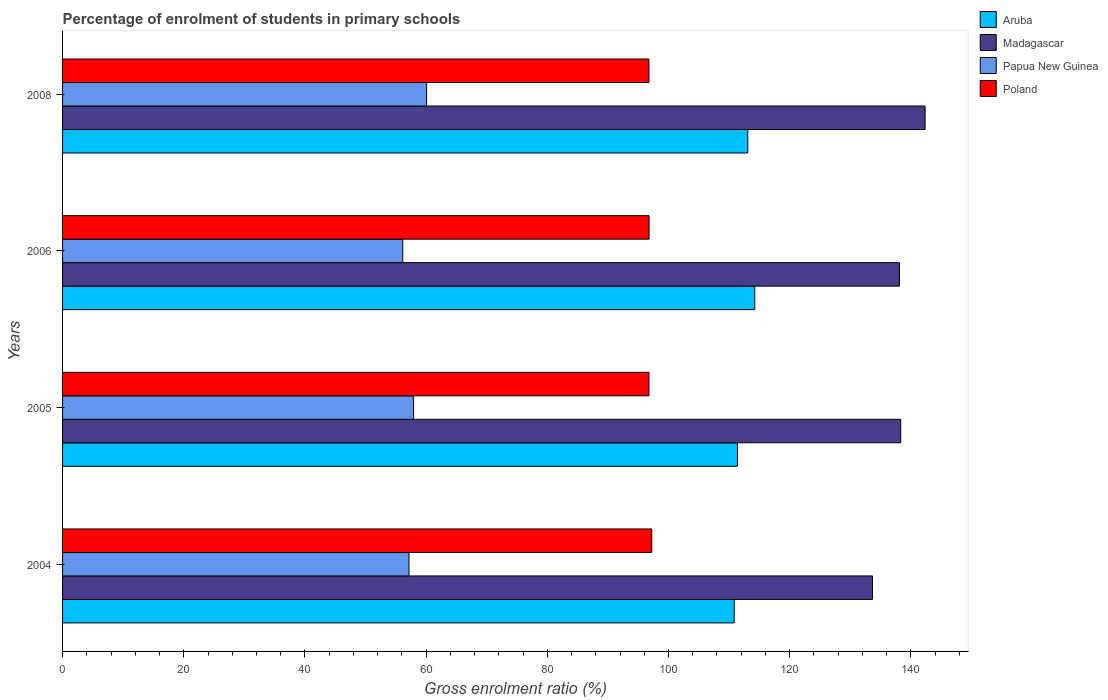 Percentage of enrolment of students in primary schools
Aruba
Madagascar
Papua New Guinea
Poland
2008
2006
2005
2004
Years
0
20
40
60
80
100
120
140
Gross enrolment ratio (%)